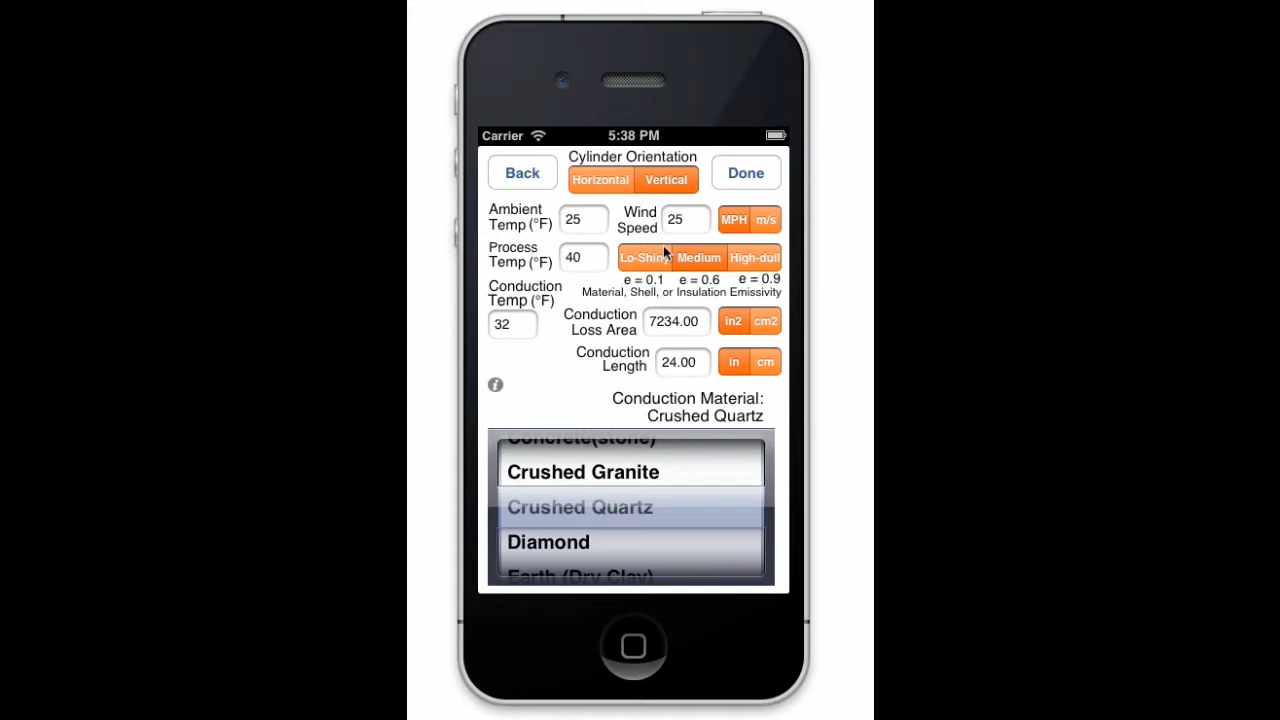 Carrier 5:38 PM
Cylinder Orientation
Back Horizontal Vertical Done
Ambient Temp (°F) 25 Wind Speed 25 MPH m/s
Process Temp (°F) 40 Lo-Shiny Medium High-dull
e = 0.1 e = 0.6 e = 0.9
Material, Shell, or Insulation Emissivity
Conduction Temp (°F) 32
Conduction Loss Area 7234.00 in2 cm2
Conduction Length 24.00 in cm
i
Conduction Material:
Crushed Quartz
Concrete(stone)
Crushed Granite
Crushed Quartz
Diamond
Earth (Dry Clay)